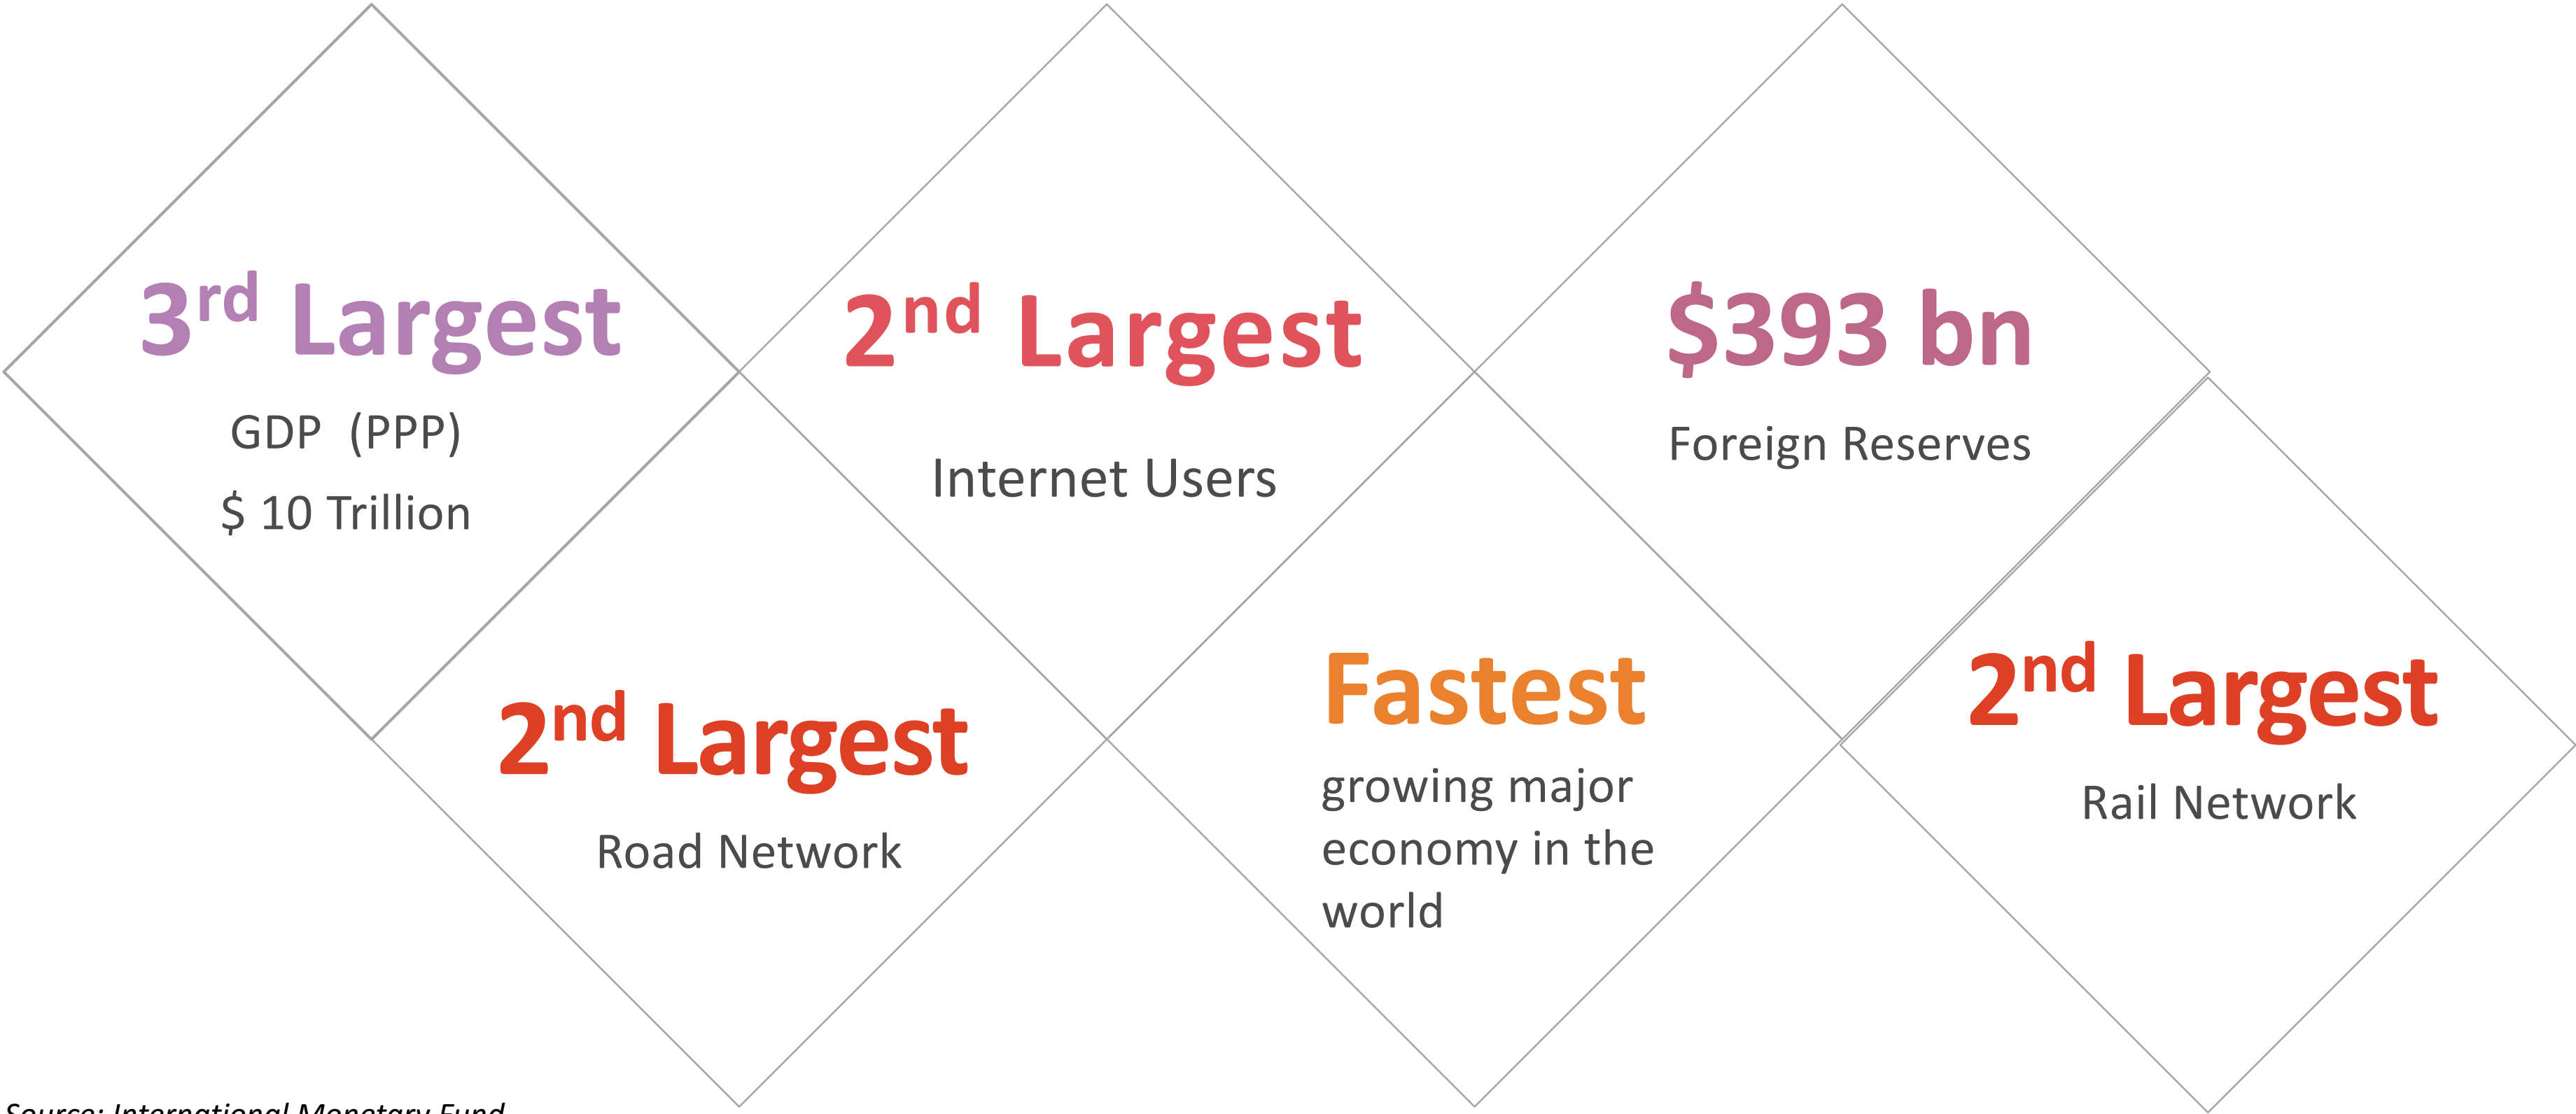 3rd Largest
GDP (PPP)
$ 10 Trillion
2nd Largest
Internet Users
$393 bn
Foreign Reserves
2nd Largest
Road Network
Fastest
growing major
economy in the
world
2nd Largest
Rail Network
Source: International Monetary Fund